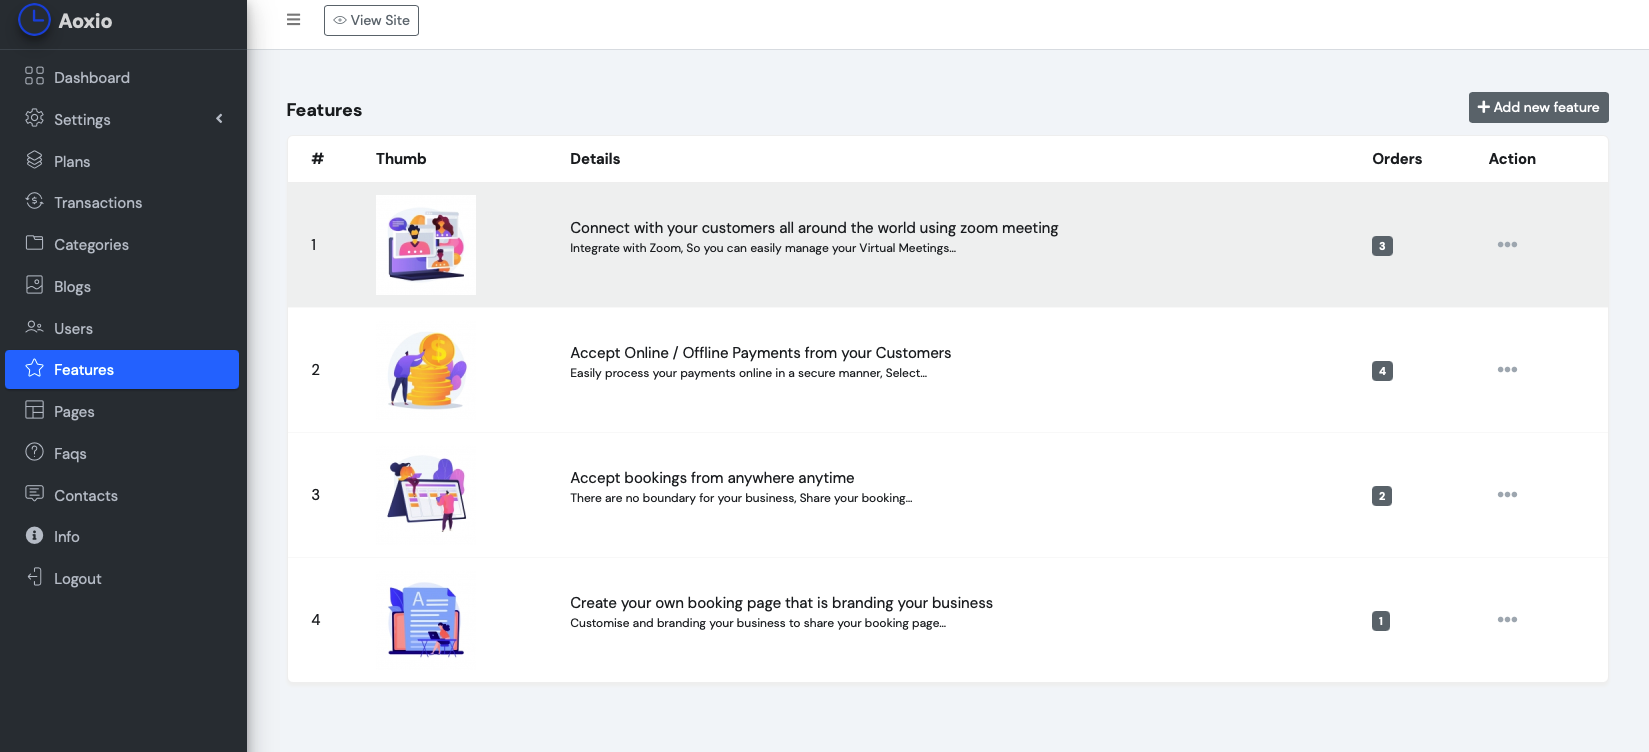 Aoxio
View Site
Dashboard
Settings
Plans
Transactions
Categories
Blogs
Users
Features
Pages
Faqs
Contacts
Info
Logout
Features
Add new feature
# Thumb Details Orders Action
1
Connect with your customers all around the world using zoom meeting
Integrate with Zoom, So you can easily manage your Virtual Meetings...
3
2
$
Accept Online / Offline Payments from your Customers
Easily process your payments online in a secure manner, Select...
4
3
Accept bookings from anywhere anytime
There are no boundary for your business, Share your booking...
2
4
A
Create your own booking page that is branding your business
Customise and branding your business to share your booking page...
1